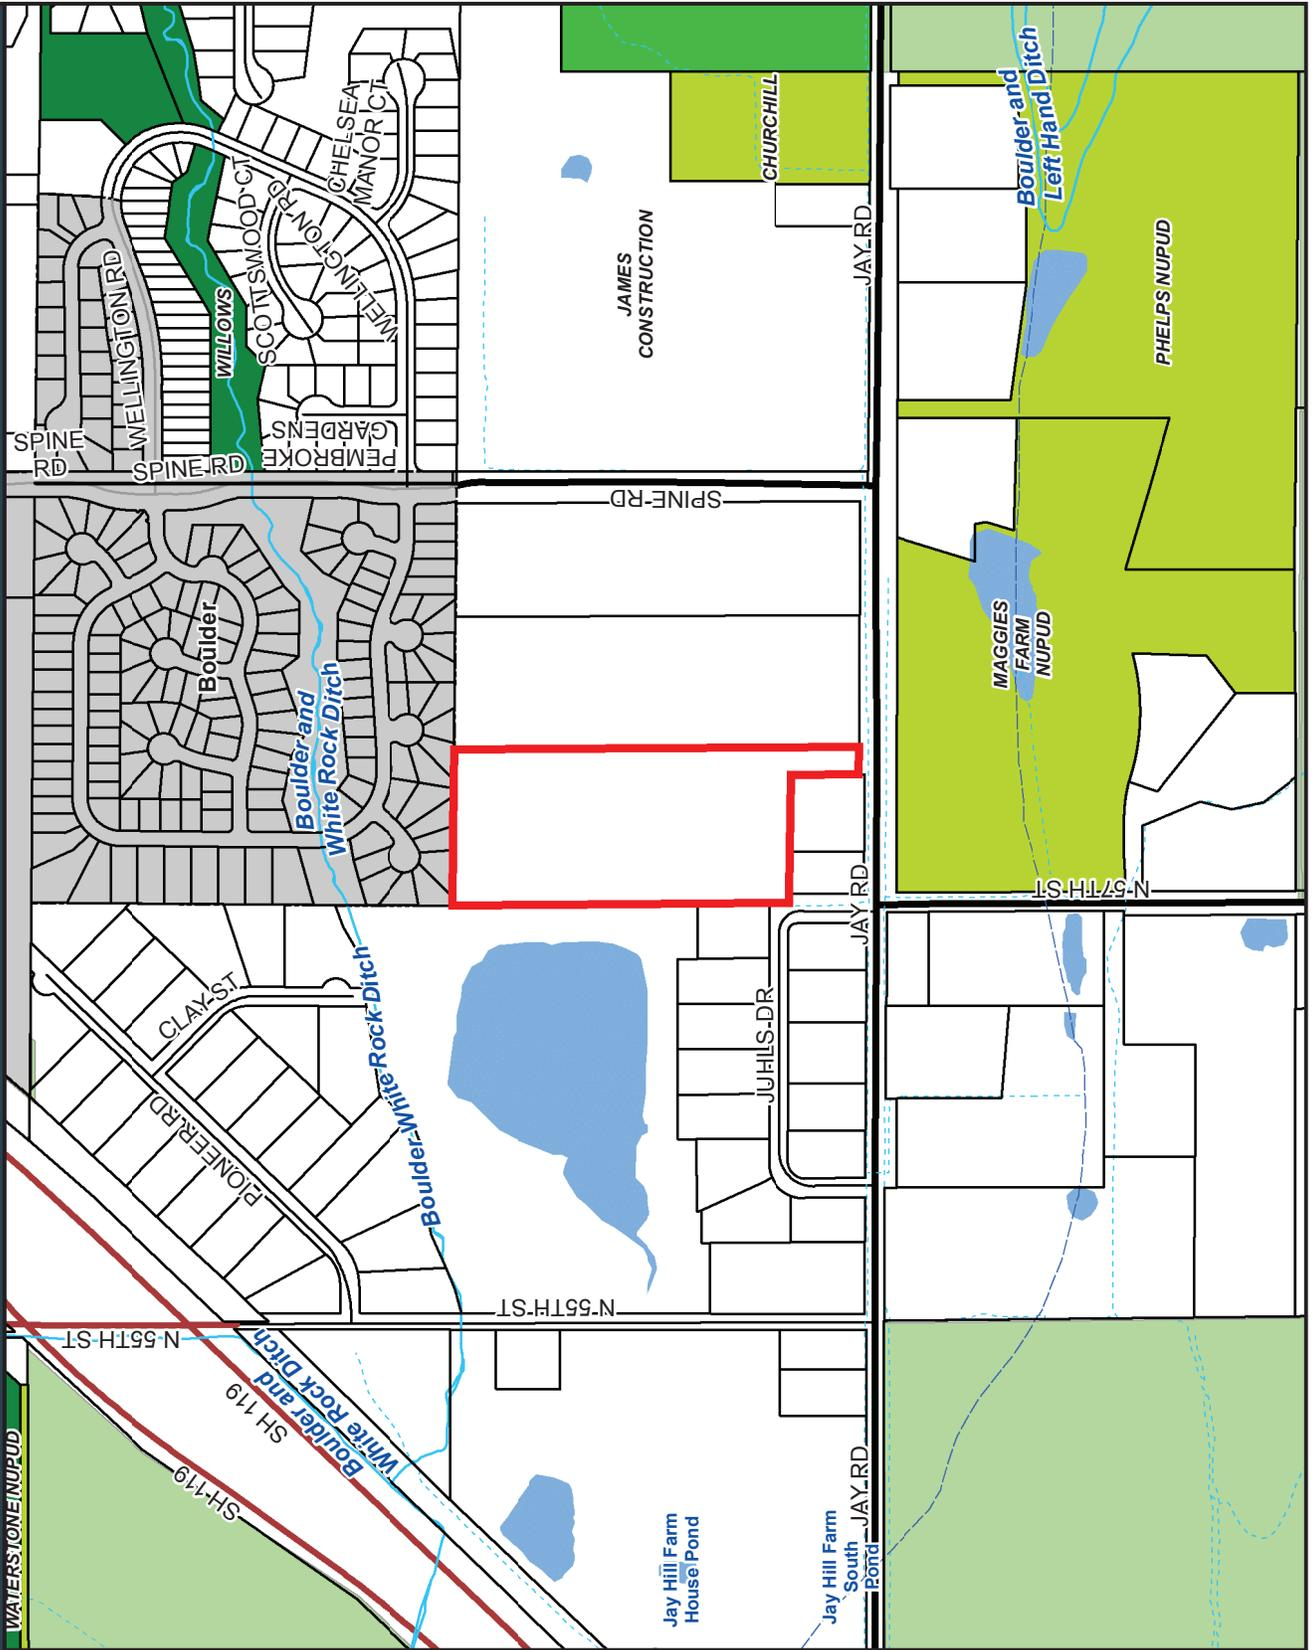 WATERSTONE NUPUD
SH 119
SH 119
Boulder and
White Rock Ditch
N 55TH ST
N 55TH ST
PIONEER RD
CLAY ST
Boulder-White Rock Ditch
Boulder and
White Rock Ditch
Boulder
SPINE
RD
SPINE RD
SPINE RD
WELLINGTON RD
WILLOWS
SCOTTSWOOD CT
WELLINGTON RD
CHELSEA
MANOR CT
PEMBROKE
GARDENS
JAMES
CONSTRUCTION
CHURCHILL
JAY RD
JAY RD
JAY RD
JUHLS DR
Jay Hill Farm
House Pond
Jay Hill Farm
South
Pond
N 57TH ST
MAGGIES
FARM
NUPUD
PHELPS NUPUD
Boulder and
Left Hand Ditch